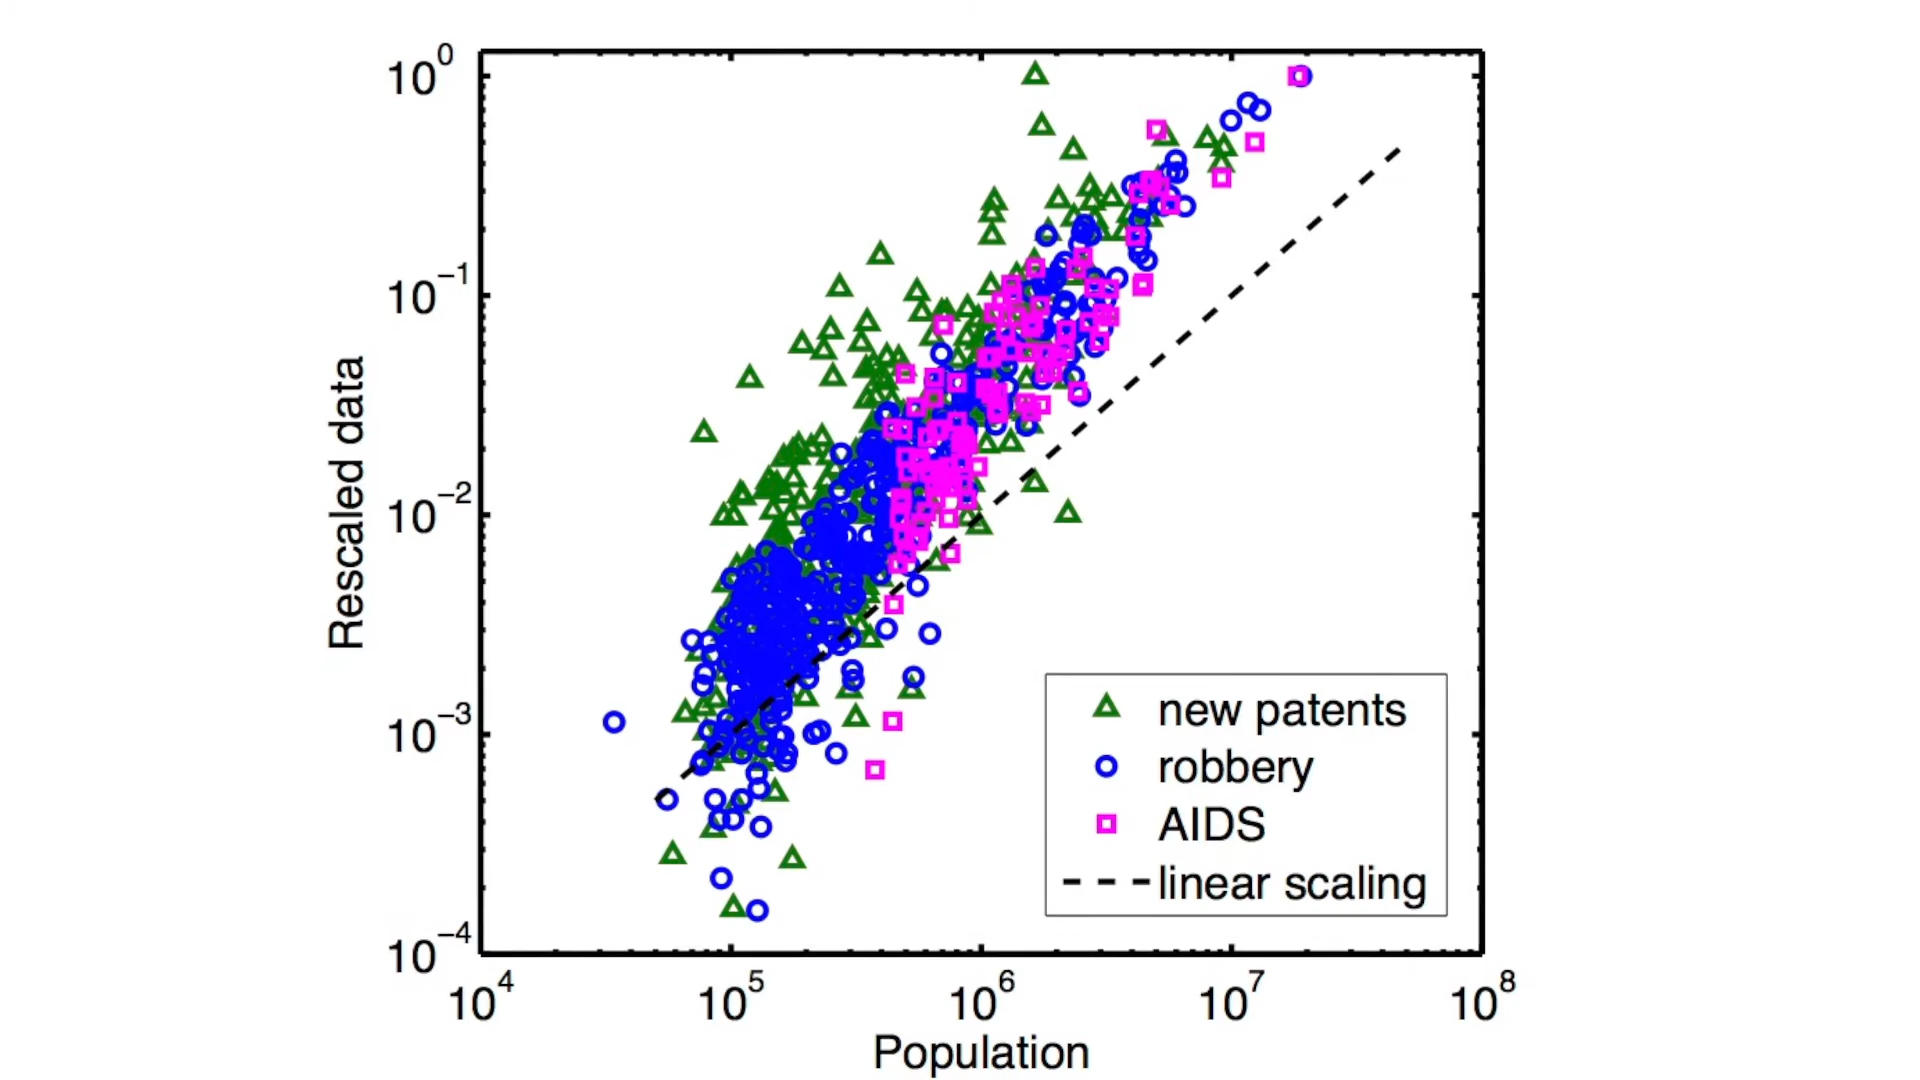 10^0
10^−1
10^−2
10^−3
10^−4
Rescaled data
new patents
robbery
AIDS
linear scaling
10^4 10^5 10^6 10^7 10^8
Population